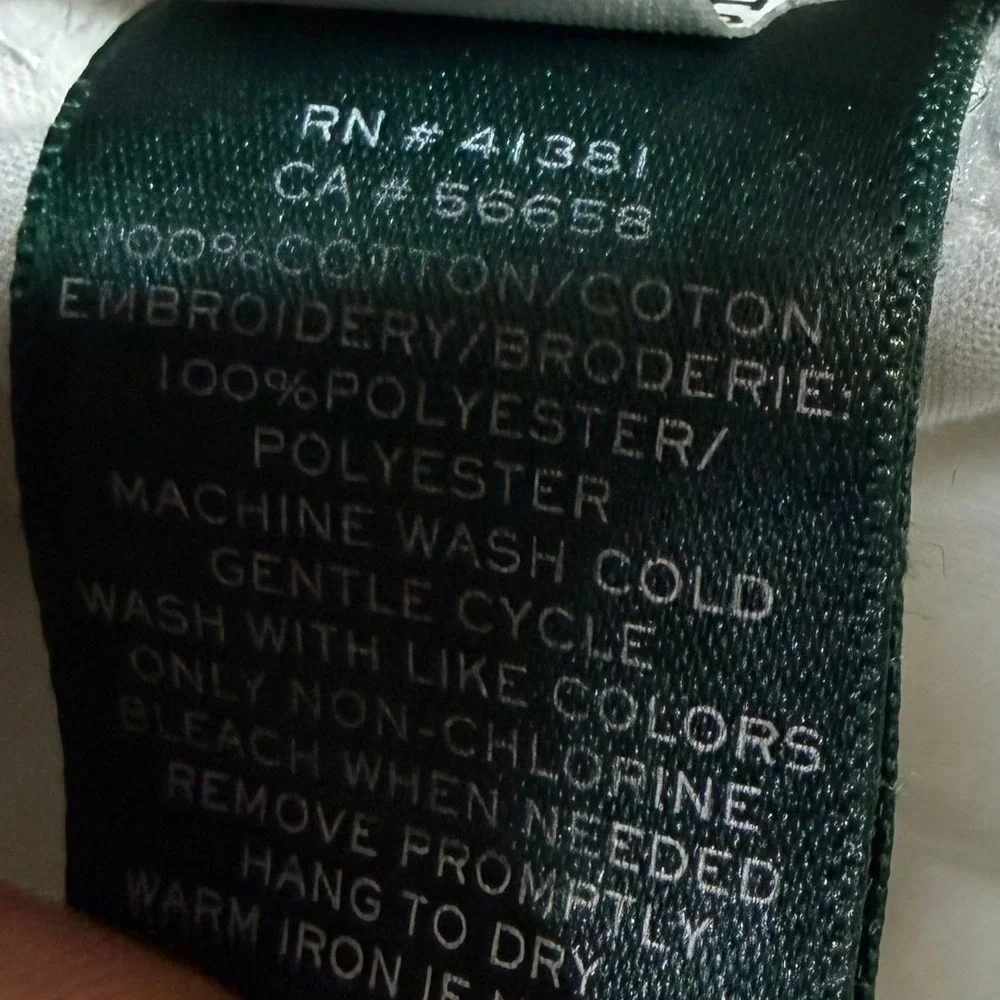 RN # 41381
CA # 56658
100% COTTON/COTON
EMBROIDERY/BRODERIE:
100% POLYESTER/
POLYESTER
MACHINE WASH COLD
GENTLE CYCLE
WASH WITH LIKE COLORS
ONLY NON-CHLORINE
BLEACH WHEN NEEDED
REMOVE PROMPTLY
HANG TO DRY
WARM IRON IF